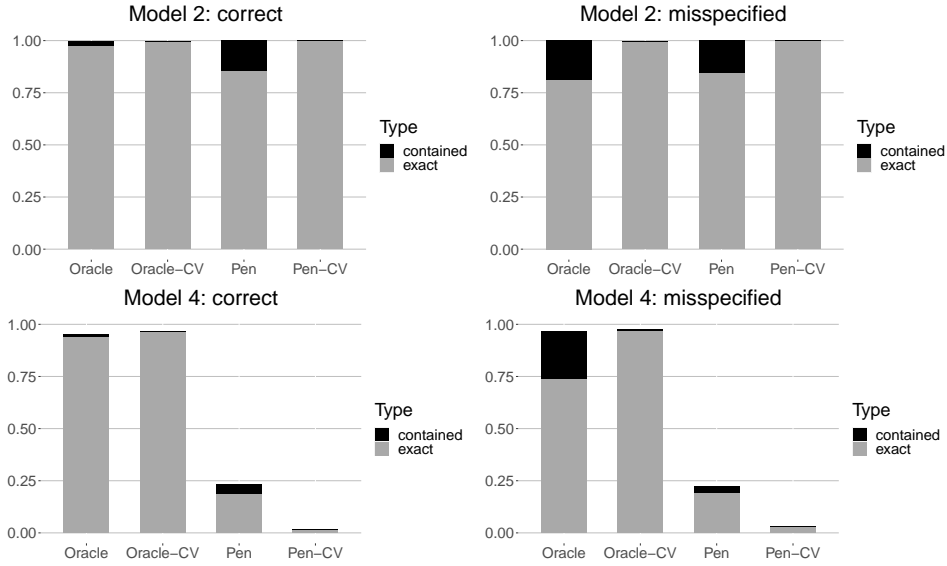 Model 2: correct
1.00
0.75
0.50
0.25
0.00
Oracle
Oracle−CV
Pen
Pen−CV
Type
contained
exact
Model 2: misspecified
1.00
0.75
0.50
0.25
0.00
Oracle
Oracle−CV
Pen
Pen−CV
Type
contained
exact
Model 4: correct
1.00
0.75
0.50
0.25
0.00
Oracle
Oracle−CV
Pen
Pen−CV
Type
contained
exact
Model 4: misspecified
1.00
0.75
0.50
0.25
0.00
Oracle
Oracle−CV
Pen
Pen−CV
Type
contained
exact